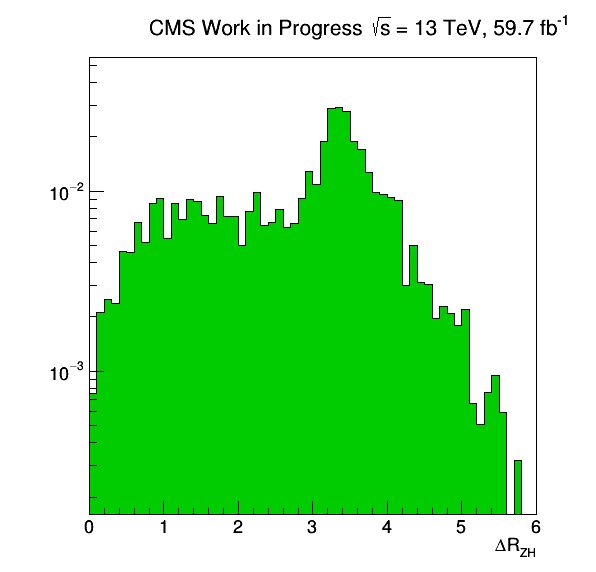 CMS Work in Progress √s = 13 TeV, 59.7 fb⁻¹
10⁻²
10⁻³
0 1 2 3 4 5 6
ΔR_ZH